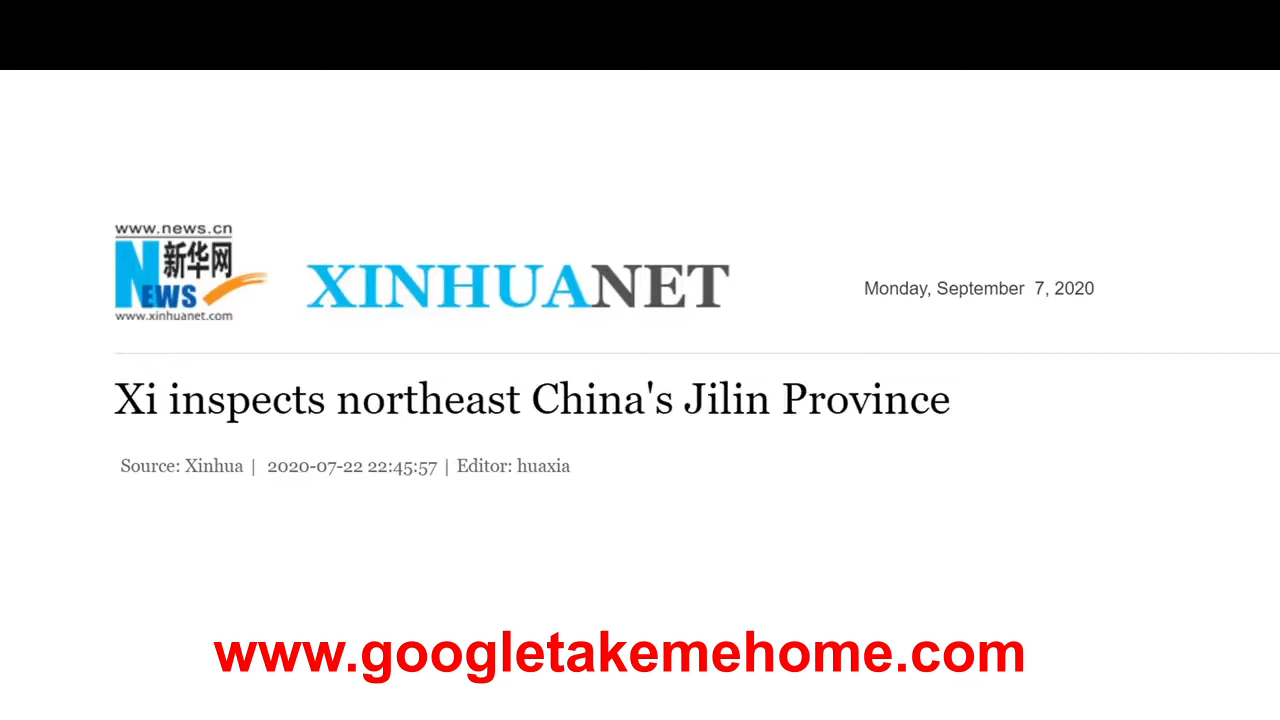 www.news.cn
新华网
NEWS
www.xinhuanet.com
XINHUANET
Monday, September 7, 2020
Xi inspects northeast China's Jilin Province
Source: Xinhua | 2020-07-22 22:45:57 | Editor: huaxia
www.googletakemehome.com